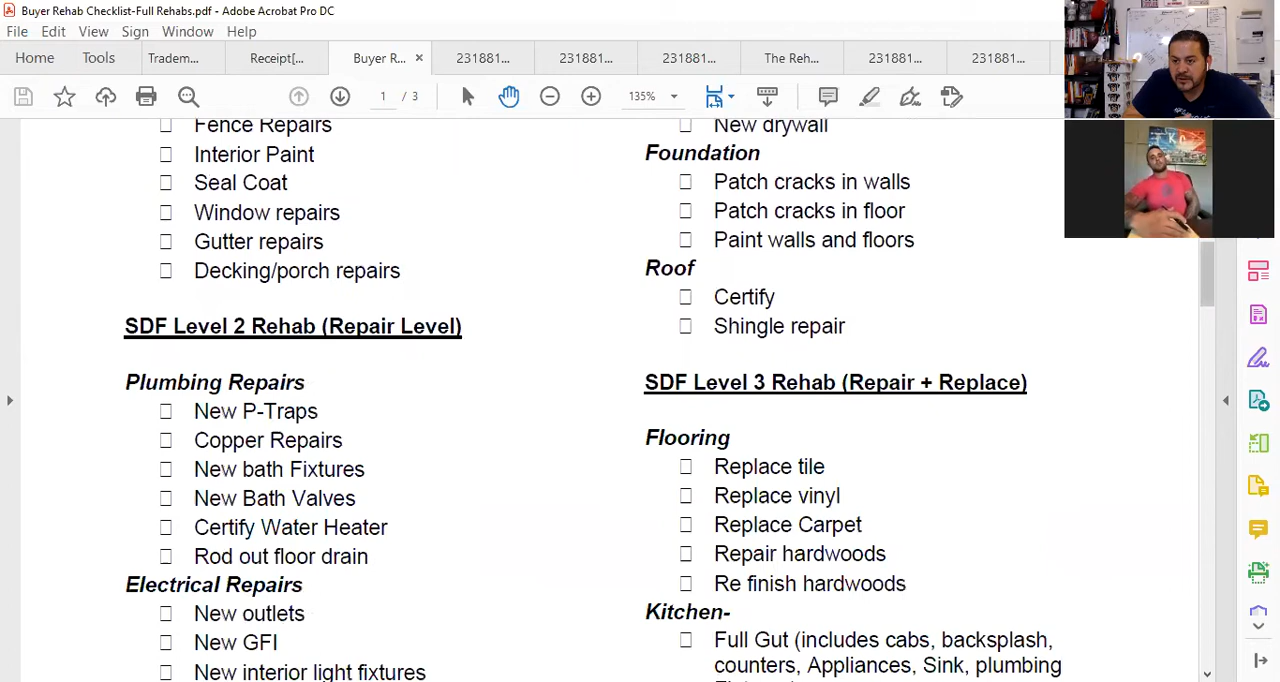 Buyer Rehab Checklist-Full Rehabs.pdf - Adobe Acrobat Pro DC
File Edit View Sign Window Help
Home Tools Tradem... Receipt[... Buyer R... × 231881... 231881... 231881... The Reh... 231881... 231881...
1 / 3 135%
Fence Repairs
Interior Paint
Seal Coat
Window repairs
Gutter repairs
Decking/porch repairs
SDF Level 2 Rehab (Repair Level)
Plumbing Repairs
New P-Traps
Copper Repairs
New bath Fixtures
New Bath Valves
Certify Water Heater
Rod out floor drain
Electrical Repairs
New outlets
New GFI
New interior light fixtures
New drywall
Foundation
Patch cracks in walls
Patch cracks in floor
Paint walls and floors
Roof
Certify
Shingle repair
SDF Level 3 Rehab (Repair + Replace)
Flooring
Replace tile
Replace vinyl
Replace Carpet
Repair hardwoods
Re finish hardwoods
Kitchen-
Full Gut (includes cabs, backsplash,
counters, Appliances, Sink, plumbing